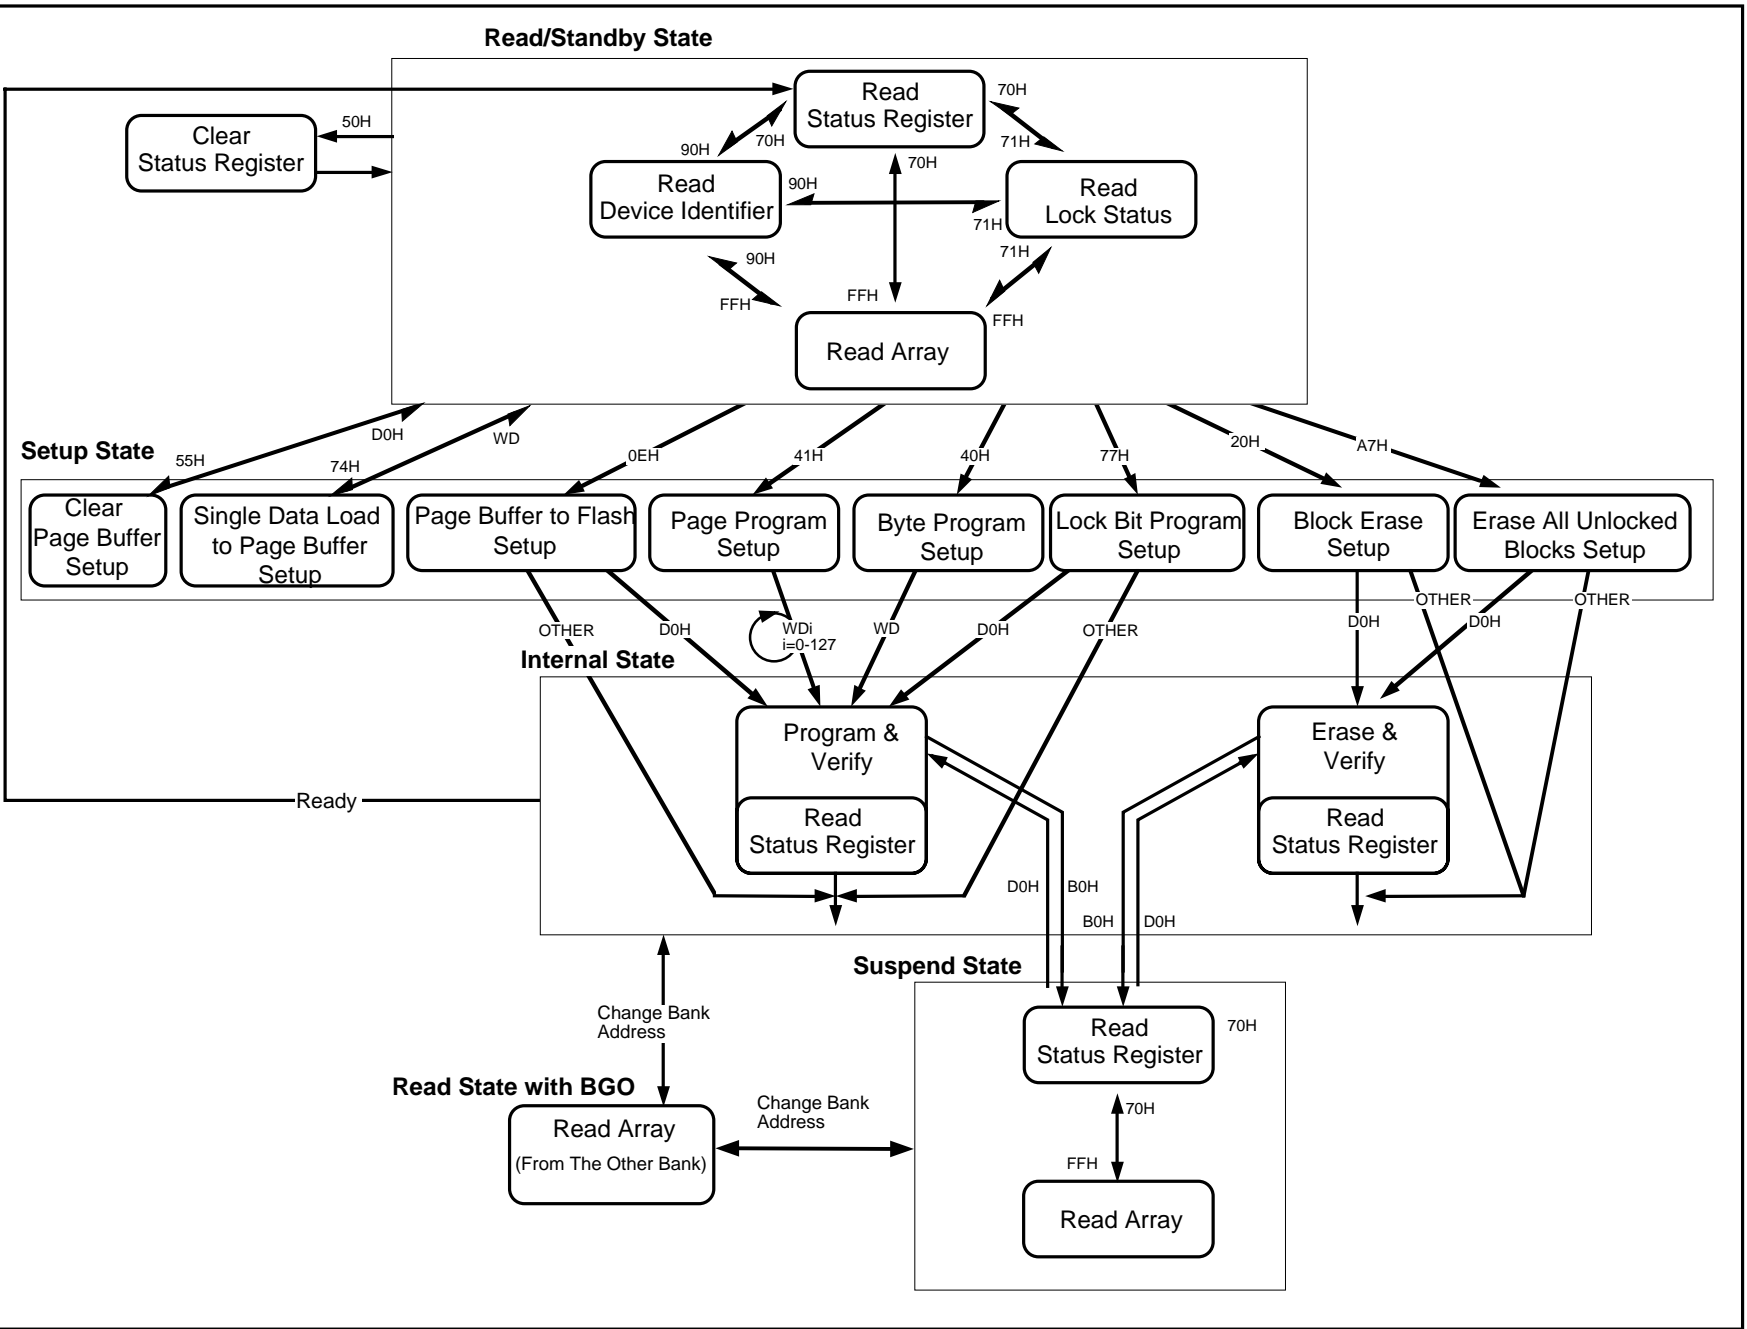 Read/Standby State
Read
Status Register
70H
Clear
Status Register
50H
90H
70H
71H
70H
Read
Device Identifier
90H
71H
Read
Lock Status
90H
FFH
FFH
71H
FFH
Read Array
Setup State
55H
D0H
74H
WD
0EH
41H
40H
77H
20H
A7H
Clear
Page Buffer
Setup
Single Data Load
to Page Buffer
Setup
Page Buffer to Flash
Setup
Page Program
Setup
Byte Program
Setup
Lock Bit Program
Setup
Block Erase
Setup
Erase All Unlocked
Blocks Setup
OTHER
D0H
WDi
i=0-127
WD
D0H
OTHER
D0H
OTHER
D0H
OTHER
Internal State
Program &
Verify
Read
Status Register
Erase &
Verify
Read
Status Register
Ready
D0H
B0H
B0H
D0H
Suspend State
Change Bank
Address
Read
Status Register
70H
Read State with BGO
Read Array
(From The Other Bank)
Change Bank
Address
70H
FFH
Read Array